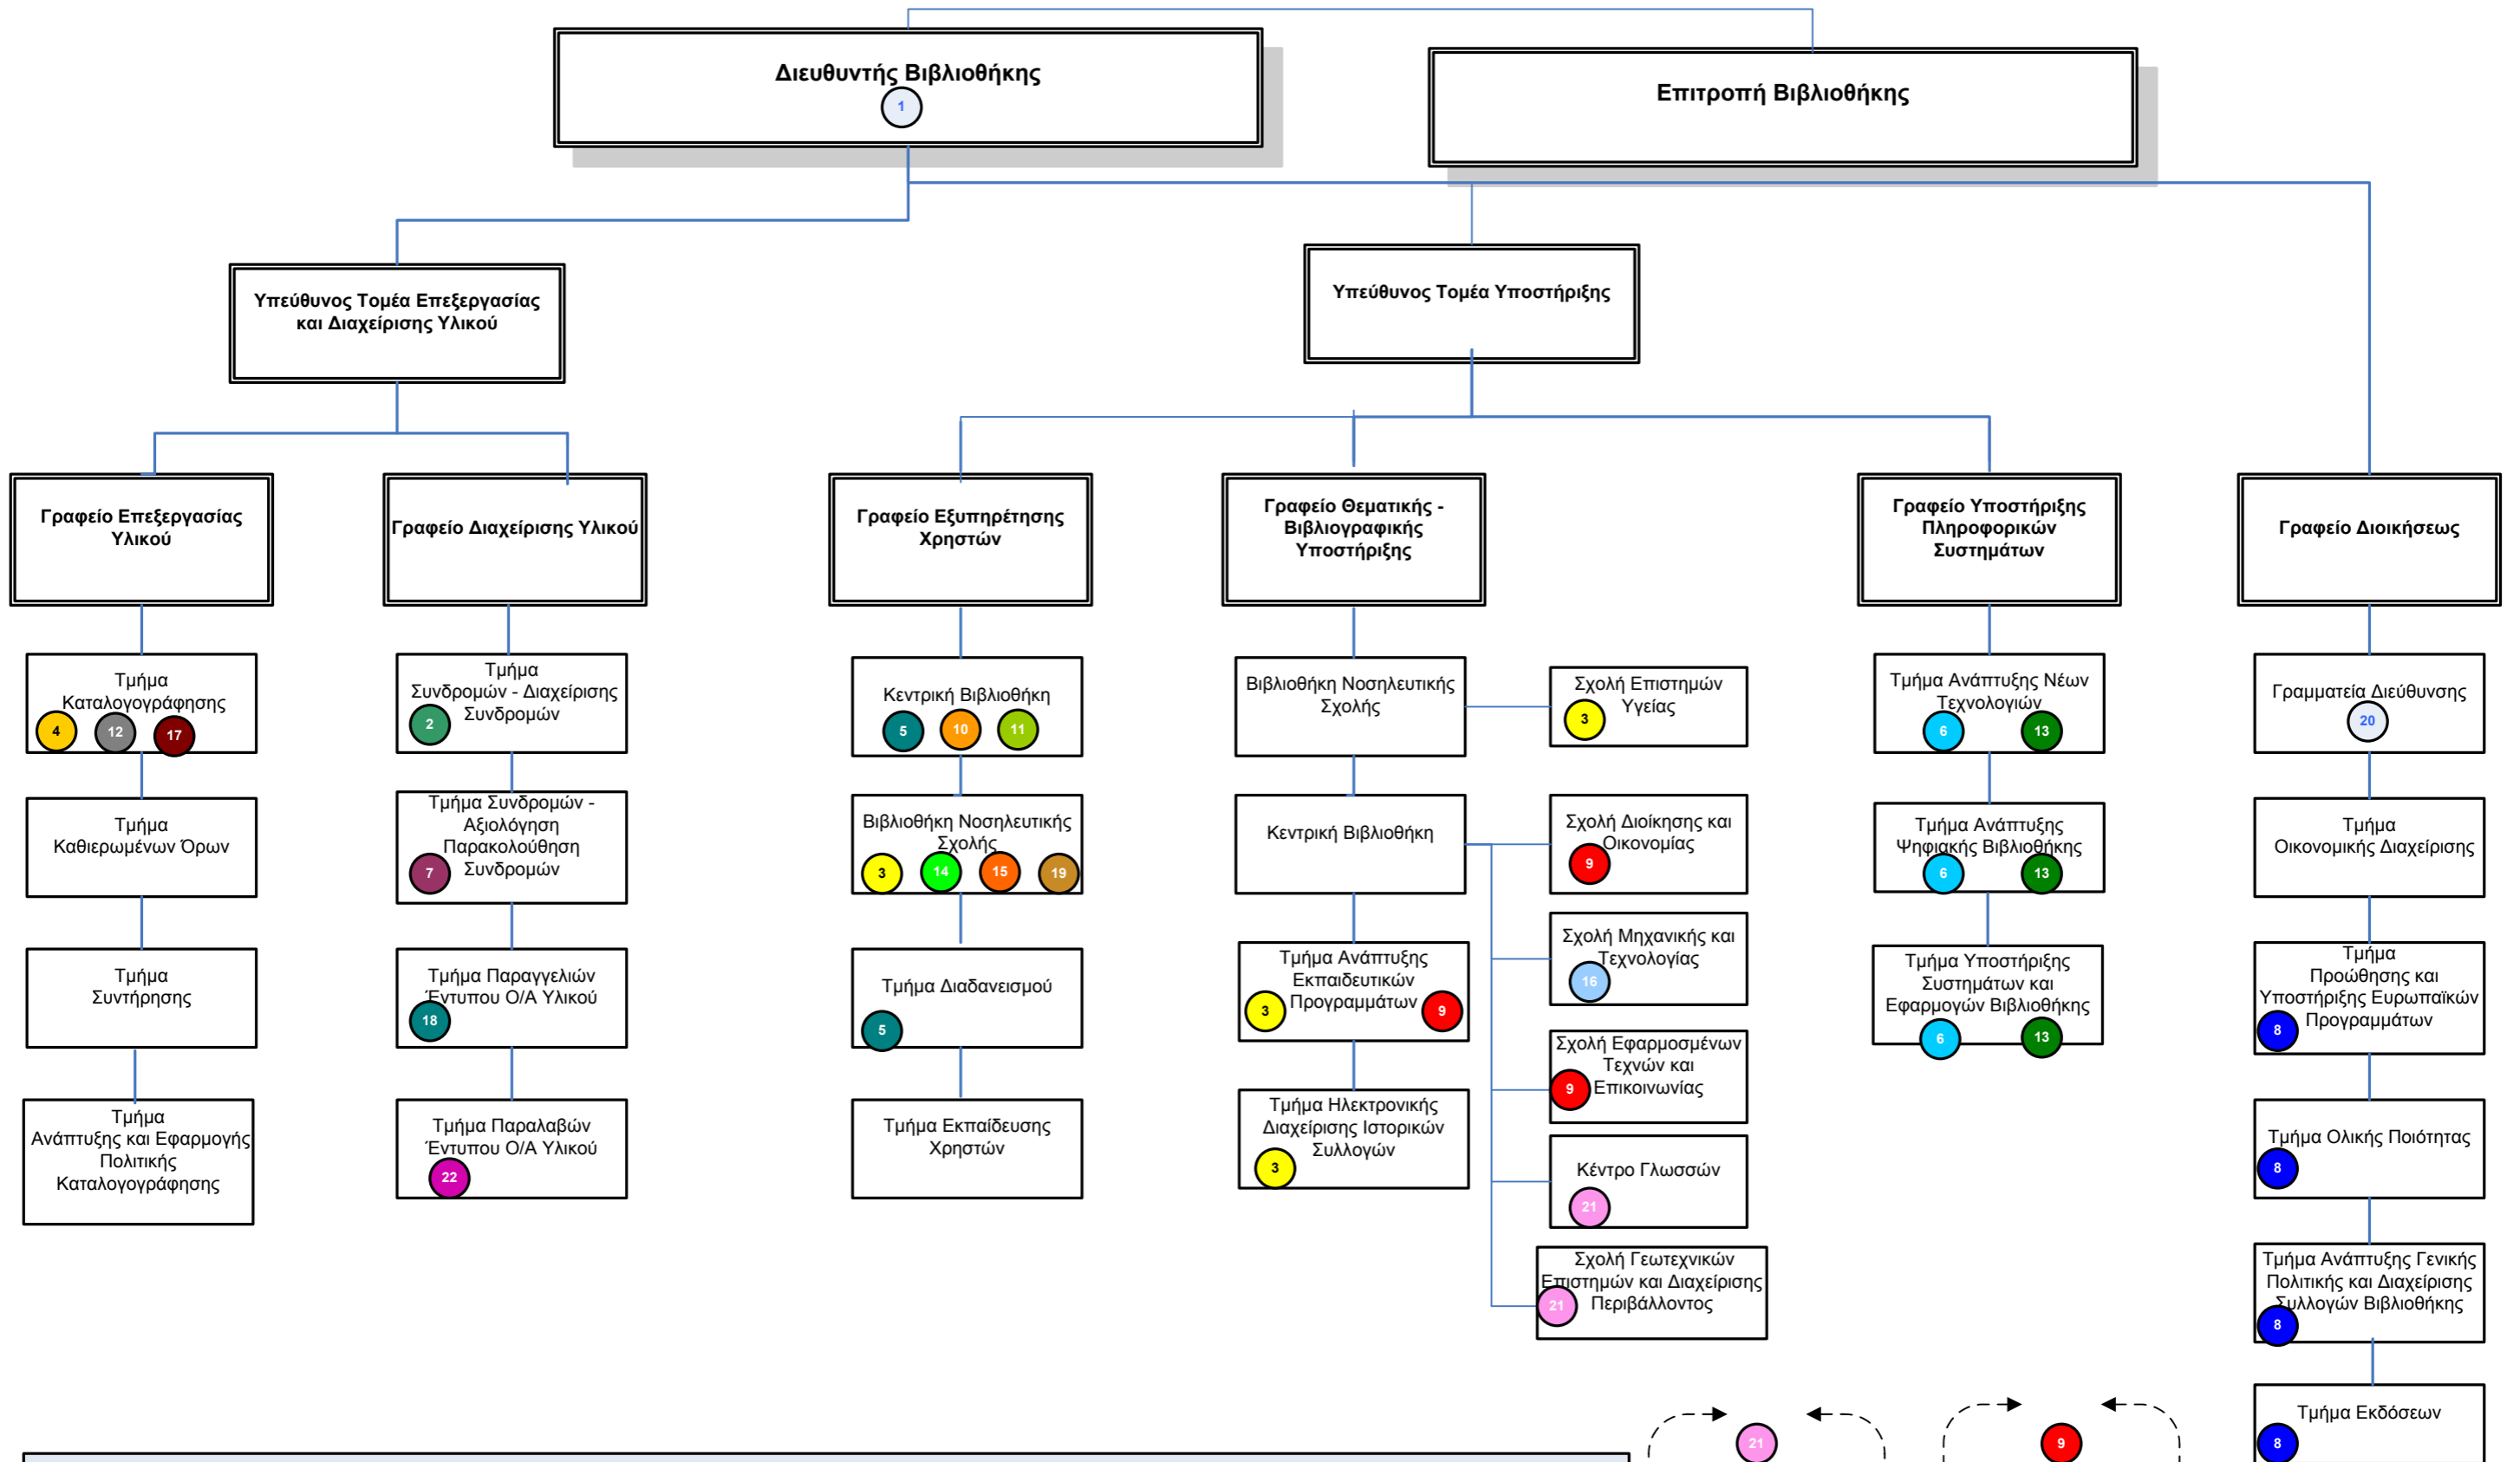 Διευθυντής Βιβλιοθήκης
1
Επιτροπή Βιβλιοθήκης
Υπεύθυνος Τομέα Επεξεργασίας
και Διαχείρισης Υλικού
Υπεύθυνος Τομέα Υποστήριξης
Γραφείο Επεξεργασίας
Υλικού
Γραφείο Διαχείρισης Υλικού
Γραφείο Εξυπηρέτησης
Χρηστών
Γραφείο Θεματικής -
Βιβλιογραφικής
Υποστήριξης
Γραφείο Υποστήριξης
Πληροφορικών
Συστημάτων
Γραφείο Διοικήσεως
Τμήμα
Καταλογογράφησης
4 12 17
Τμήμα
Καθιερωμένων Όρων
Τμήμα
Συντήρησης
Τμήμα
Ανάπτυξης και Εφαρμογής
Πολιτικής
Καταλογογράφησης
Τμήμα
Συνδρομών - Διαχείρισης
Συνδρομών
2
Τμήμα Συνδρομών -
Αξιολόγηση
Παρακολούθηση
Συνδρομών
7
Τμήμα Παραγγελιών
Έντυπου Ο/Α Υλικού
18
Τμήμα Παραλαβών
Έντυπου Ο/Α Υλικού
22
Κεντρική Βιβλιοθήκη
5 10 11
Βιβλιοθήκη Νοσηλευτικής
Σχολής
3 14 15 19
Τμήμα Διαδανεισμού
5
Τμήμα Εκπαίδευσης
Χρηστών
Βιβλιοθήκη Νοσηλευτικής
Σχολής
Κεντρική Βιβλιοθήκη
Τμήμα Ανάπτυξης
Εκπαιδευτικών
Προγραμμάτων
3 9
Τμήμα Ηλεκτρονικής
Διαχείρισης Ιστορικών
Συλλογών
3
Σχολή Επιστημών
Υγείας
3
Σχολή Διοίκησης και
Οικονομίας
9
Σχολή Μηχανικής και
Τεχνολογίας
16
Σχολή Εφαρμοσμένων
Τεχνών και
Επικοινωνίας
9
Κέντρο Γλωσσών
21
Σχολή Γεωτεχνικών
Επιστημών και Διαχείρισης
Περιβάλλοντος
21
Τμήμα Ανάπτυξης Νέων
Τεχνολογιών
6 13
Τμήμα Ανάπτυξης
Ψηφιακής Βιβλιοθήκης
6 13
Τμήμα Υποστήριξης
Συστημάτων και
Εφαρμογών Βιβλιοθήκης
6 13
Γραμματεία Διεύθυνσης
20
Τμήμα
Οικονομικής Διαχείρισης
Τμήμα
Προώθησης και
Υποστήριξης Ευρωπαϊκών
Προγραμμάτων
8
Τμήμα Ολικής Ποιότητας
8
Τμήμα Ανάπτυξης Γενικής
Πολιτικής και Διαχείρισης
Συλλογών Βιβλιοθήκης
8
Τμήμα Εκδόσεων
8
21
9